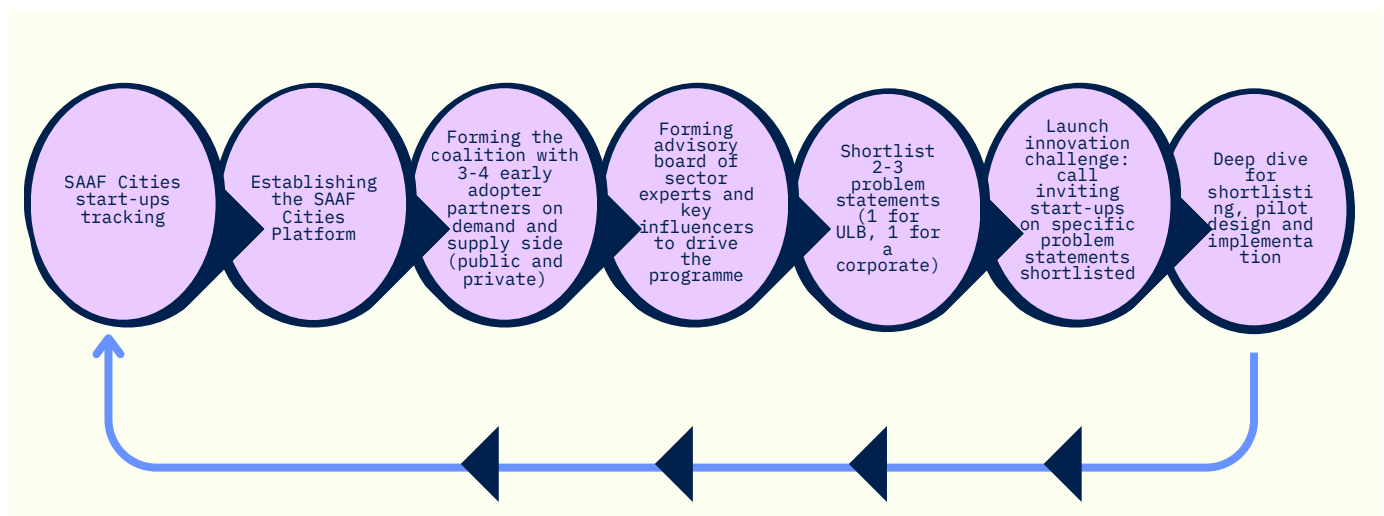 SAAF Cities
start-ups
tracking
Establishing
the SAAF
Cities
Platform
Forming the
coalition with
3-4 early
adopter
partners on
demand and
supply side
(public and
private)
Forming
advisory
board of
sector
experts and
key
influencers
to drive
the
programme
Shortlist
2-3
problem
statements
(1 for
ULB, 1 for
a
corporate)
Launch
innovation
challenge:
call
inviting
start-ups
on specific
problem
statements
shortlisted
Deep dive
for
shortlisti
ng, pilot
design and
implementa
tion